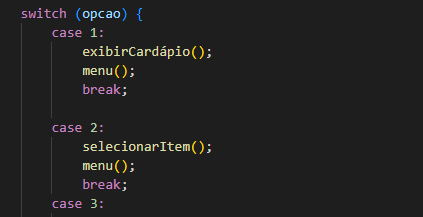 switch (opcao) {
case 1:
exibirCardápio();
menu();
break;
case 2:
selecionarItem();
menu();
break;
case 3: